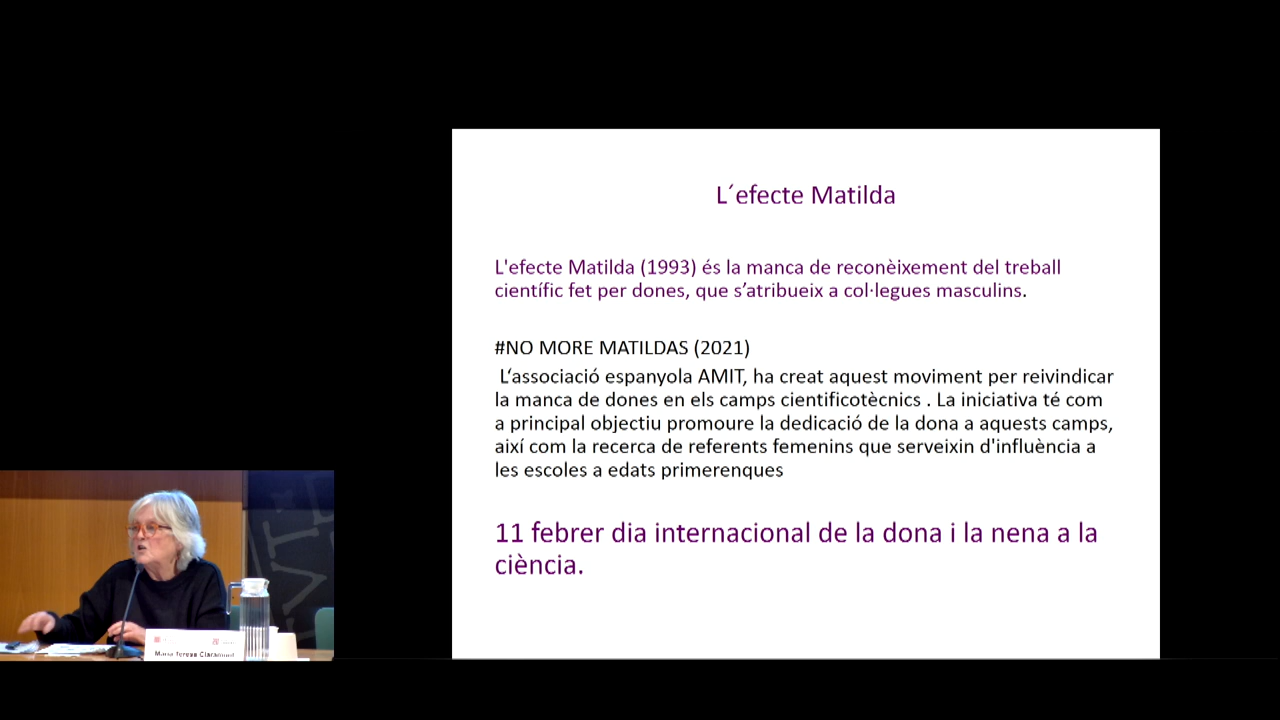 L´efecte Matilda
L'efecte Matilda (1993) és la manca de reconèixement del treball
científic fet per dones, que s’atribueix a col·legues masculins.
#NO MORE MATILDAS (2021)
L‘associació espanyola AMIT, ha creat aquest moviment per reivindicar
la manca de dones en els camps cientificotècnics . La iniciativa té com
a principal objectiu promoure la dedicació de la dona a aquests camps,
així com la recerca de referents femenins que serveixin d'influència a
les escoles a edats primerenques
11 febrer dia internacional de la dona i la nena a la
ciència.
Maria Teresa Claramunt